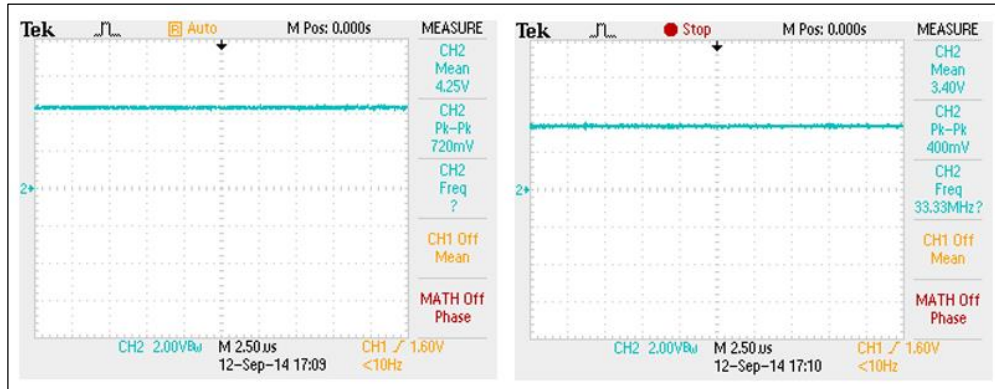 Tek R Auto M Pos: 0.000s MEASURE
CH2
Mean
4.25V
CH2
Pk-Pk
720mV
2
CH2
Freq
?
CH1 Off
Mean
MATH Off
Phase
CH2 2.00VBW M 2.50us CH1 1.60V
12-Sep-14 17:09 <10Hz
Tek Stop M Pos: 0.000s MEASURE
CH2
Mean
3.40V
CH2
Pk-Pk
400mV
2
CH2
Freq
33.33MHz?
CH1 Off
Mean
MATH Off
Phase
CH2 2.00VBW M 2.50us CH1 1.60V
12-Sep-14 17:10 <10Hz